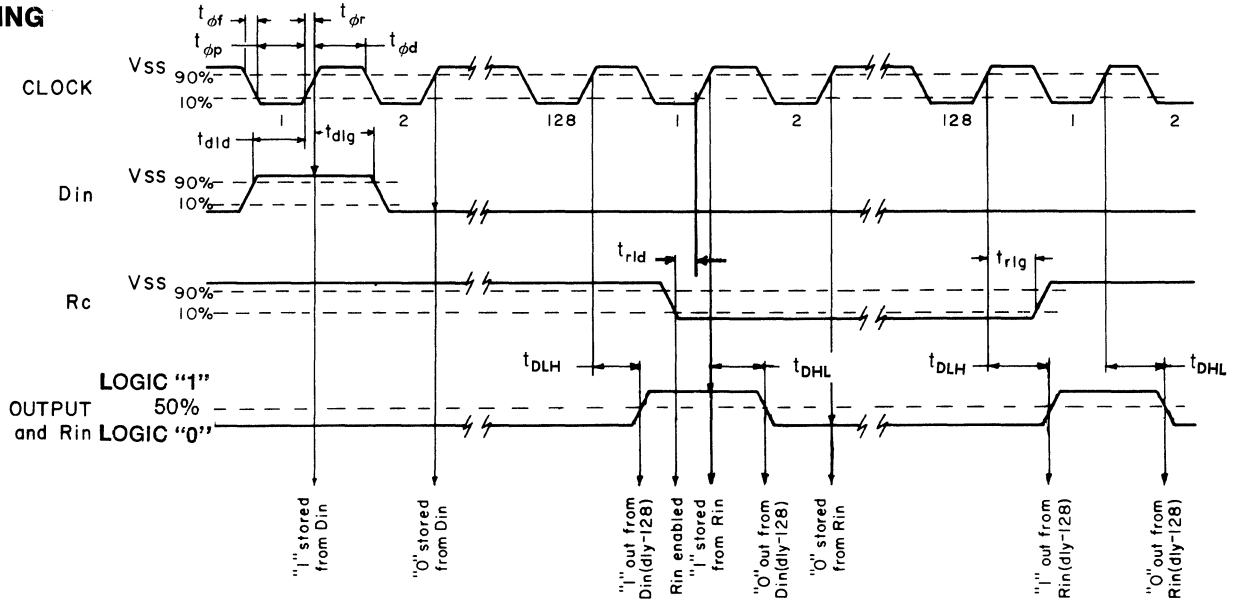 ING
tφf
tφr
tφp
tφd
CLOCK
VSS
90%
10%
1
2
128
1
2
128
1
2
tdld
tdlg
Din
VSS
90%
10%
trld
trlg
Rc
VSS
90%
10%
tDLH
tDHL
tDLH
tDHL
LOGIC "1"
OUTPUT
50%
and Rin
LOGIC "0"
"1" stored
from Din
"0" stored
from Din
"1" out from
Din(dly-128)
Rin enabled
"1" stored
from Rin
"0" out from
Din(dly-128)
"0" stored
from Rin
"1" out from
Rin(dly-128)
"0" out from
Rin(dly-128)